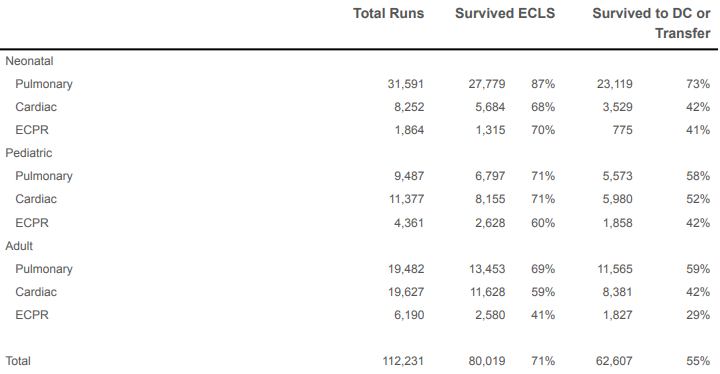 Total Runs Survived ECLS Survived to DC or
Transfer
Neonatal
Pulmonary 31,591 27,779 87% 23,119 73%
Cardiac 8,252 5,684 68% 3,529 42%
ECPR 1,864 1,315 70% 775 41%
Pediatric
Pulmonary 9,487 6,797 71% 5,573 58%
Cardiac 11,377 8,155 71% 5,980 52%
ECPR 4,361 2,628 60% 1,858 42%
Adult
Pulmonary 19,482 13,453 69% 11,565 59%
Cardiac 19,627 11,628 59% 8,381 42%
ECPR 6,190 2,580 41% 1,827 29%
Total 112,231 80,019 71% 62,607 55%